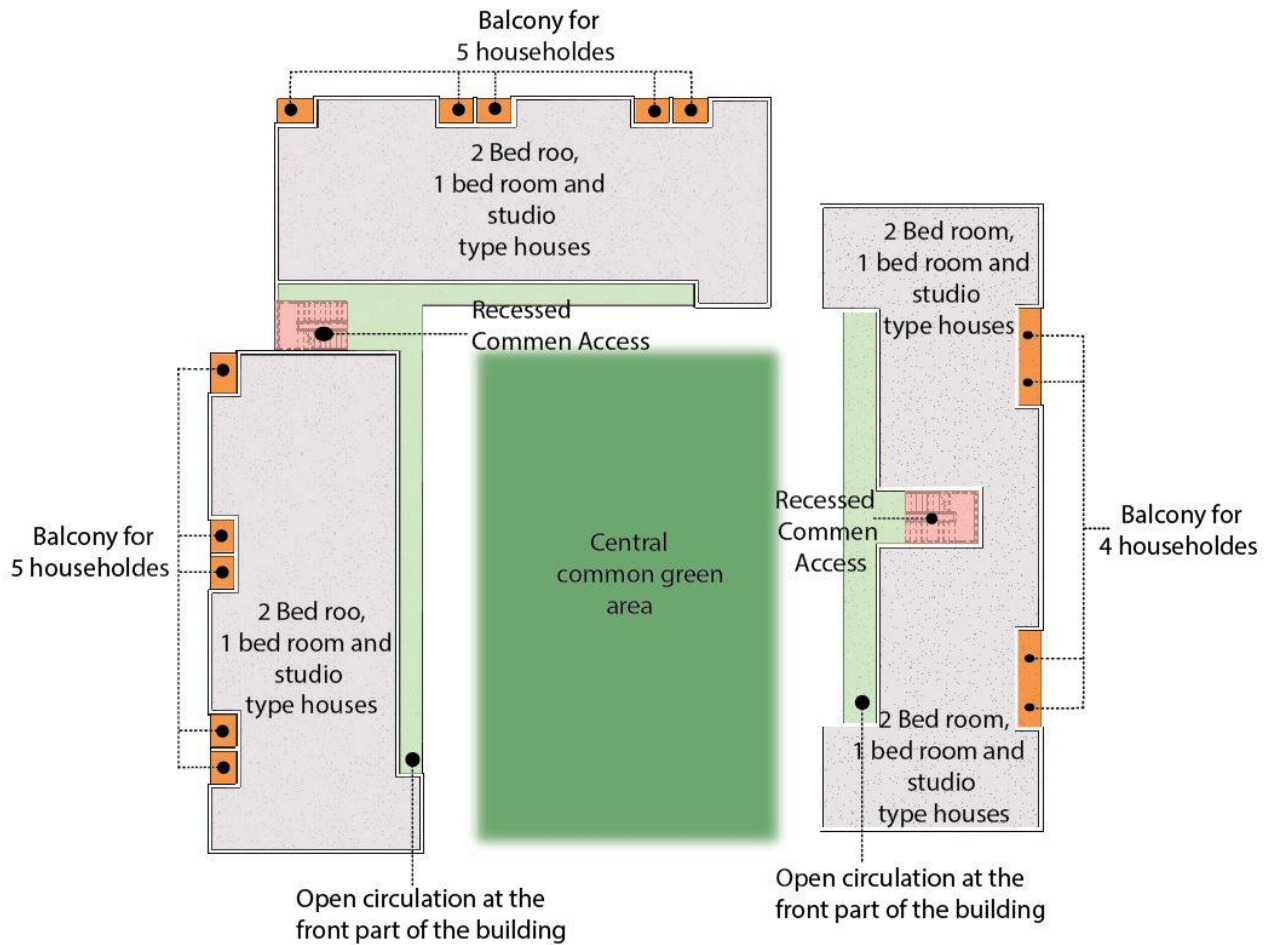 Balcony for
5 householdes
2 Bed roo,
1 bed room and
studio
type houses
2 Bed room,
1 bed room and
studio
type houses
Recessed
Commen Access
Balcony for
5 householdes
2 Bed roo,
1 bed room and
studio
type houses
Central
common green
area
Recessed
Commen
Access
Balcony for
4 householdes
2 Bed room,
1 bed room and
studio
type houses
Open circulation at the
front part of the building
Open circulation at the
front part of the building